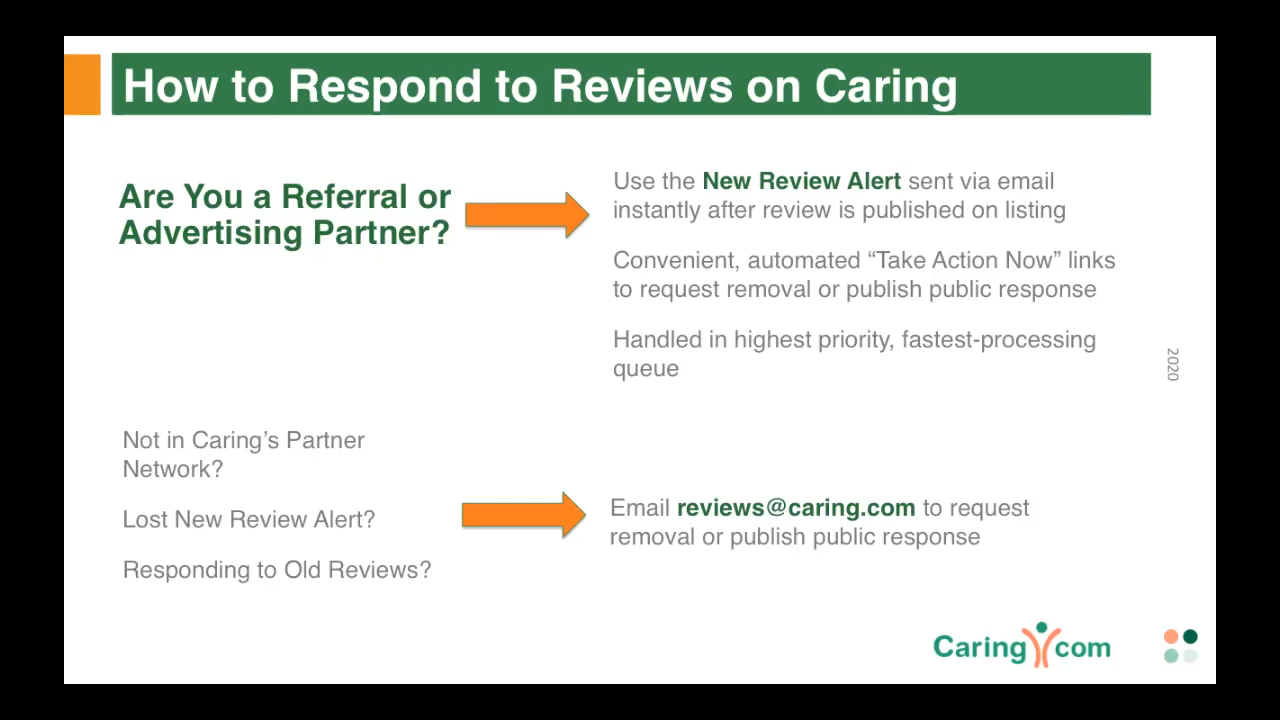 How to Respond to Reviews on Caring
Are You a Referral or
Advertising Partner?
Use the New Review Alert sent via email
instantly after review is published on listing
Convenient, automated “Take Action Now” links
to request removal or publish public response
Handled in highest priority, fastest-processing
queue
2020
Not in Caring’s Partner
Network?
Lost New Review Alert?
Responding to Old Reviews?
Email reviews@caring.com to request
removal or publish public response
Caring com